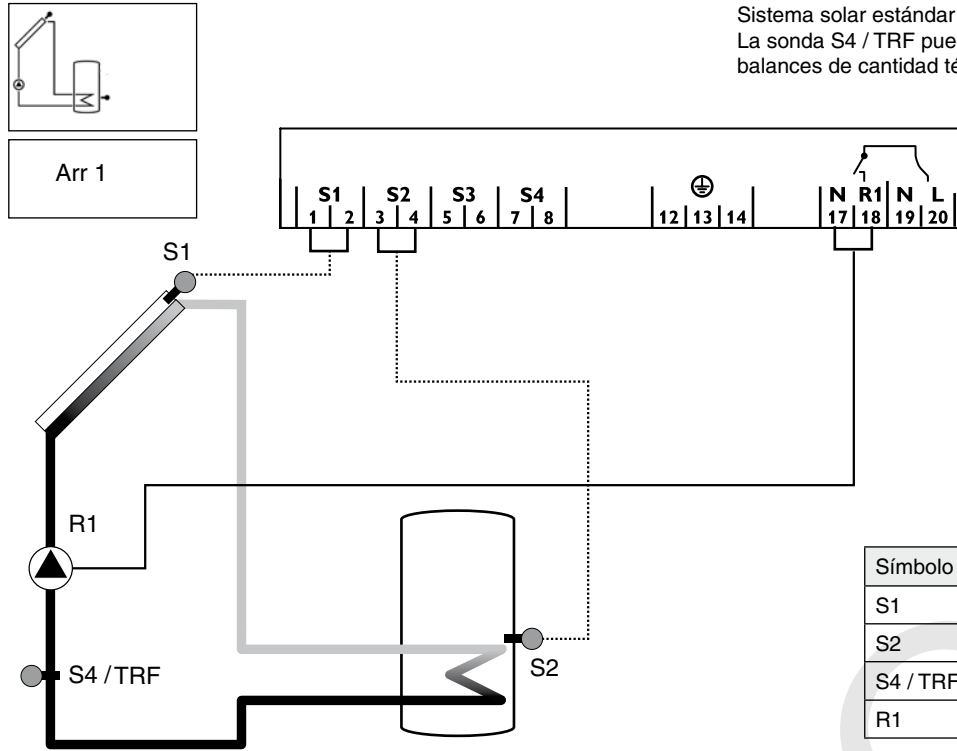 Sistema solar estándar
La sonda S4 / TRF
balances de cantidad
Arr 1
S1 S2 S3 S4 N R1 N L
1 2 3 4 5 6 7 8 12 13 14 17 18 19 20
S1
R1
S4 / TRF
S2
Símbolo
S1
S2
S4 / TRF
R1